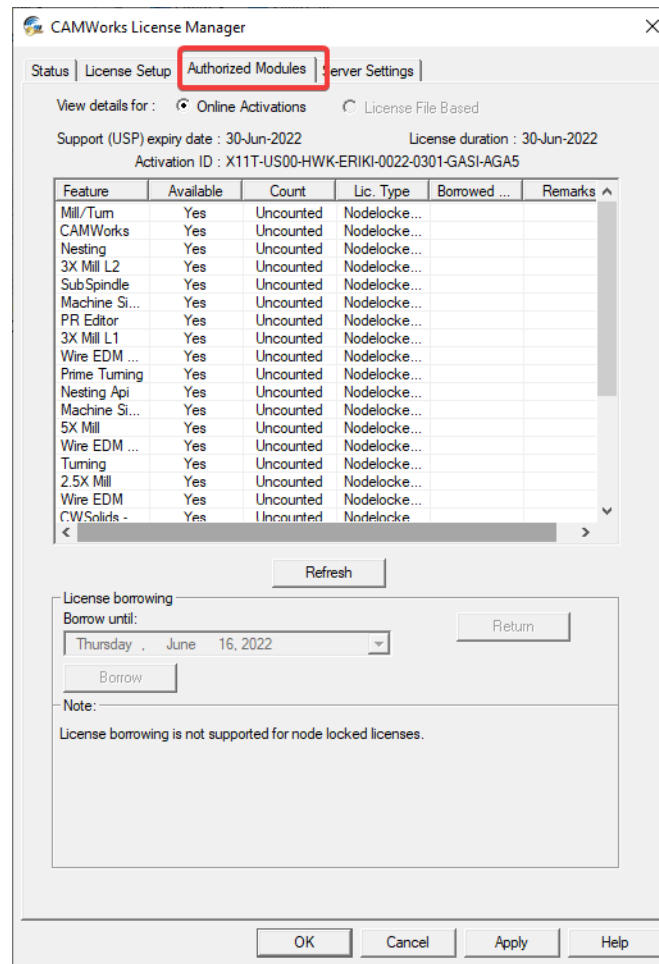 CAMWorks License Manager
Status License Setup Authorized Modules Server Settings
View details for : Online Activations License File Based
Support (USP) expiry date : 30-Jun-2022 License duration : 30-Jun-2022
Activation ID : X11T-US00-HWK-ERIKI-0022-0301-GASI-AGA5
Feature Available Count Lic. Type Borrowed ... Remarks
Mill/Turn Yes Uncounted Nodelocke...
CAMWorks Yes Uncounted Nodelocke...
Nesting Yes Uncounted Nodelocke...
3X Mill L2 Yes Uncounted Nodelocke...
SubSpindle Yes Uncounted Nodelocke...
Machine Si... Yes Uncounted Nodelocke...
PR Editor Yes Uncounted Nodelocke...
3X Mill L1 Yes Uncounted Nodelocke...
Wire EDM ... Yes Uncounted Nodelocke...
Prime Turning Yes Uncounted Nodelocke...
Nesting Api Yes Uncounted Nodelocke...
Machine Si... Yes Uncounted Nodelocke...
5X Mill Yes Uncounted Nodelocke...
Wire EDM ... Yes Uncounted Nodelocke...
Turning Yes Uncounted Nodelocke...
2.5X Mill Yes Uncounted Nodelocke...
Wire EDM Yes Uncounted Nodelocke...
CWSolids - Yes Uncounted Nodelocke
Refresh
License borrowing
Borrow until:
Thursday , June 16, 2022
Return
Borrow
Note:
License borrowing is not supported for node locked licenses.
OK Cancel Apply Help